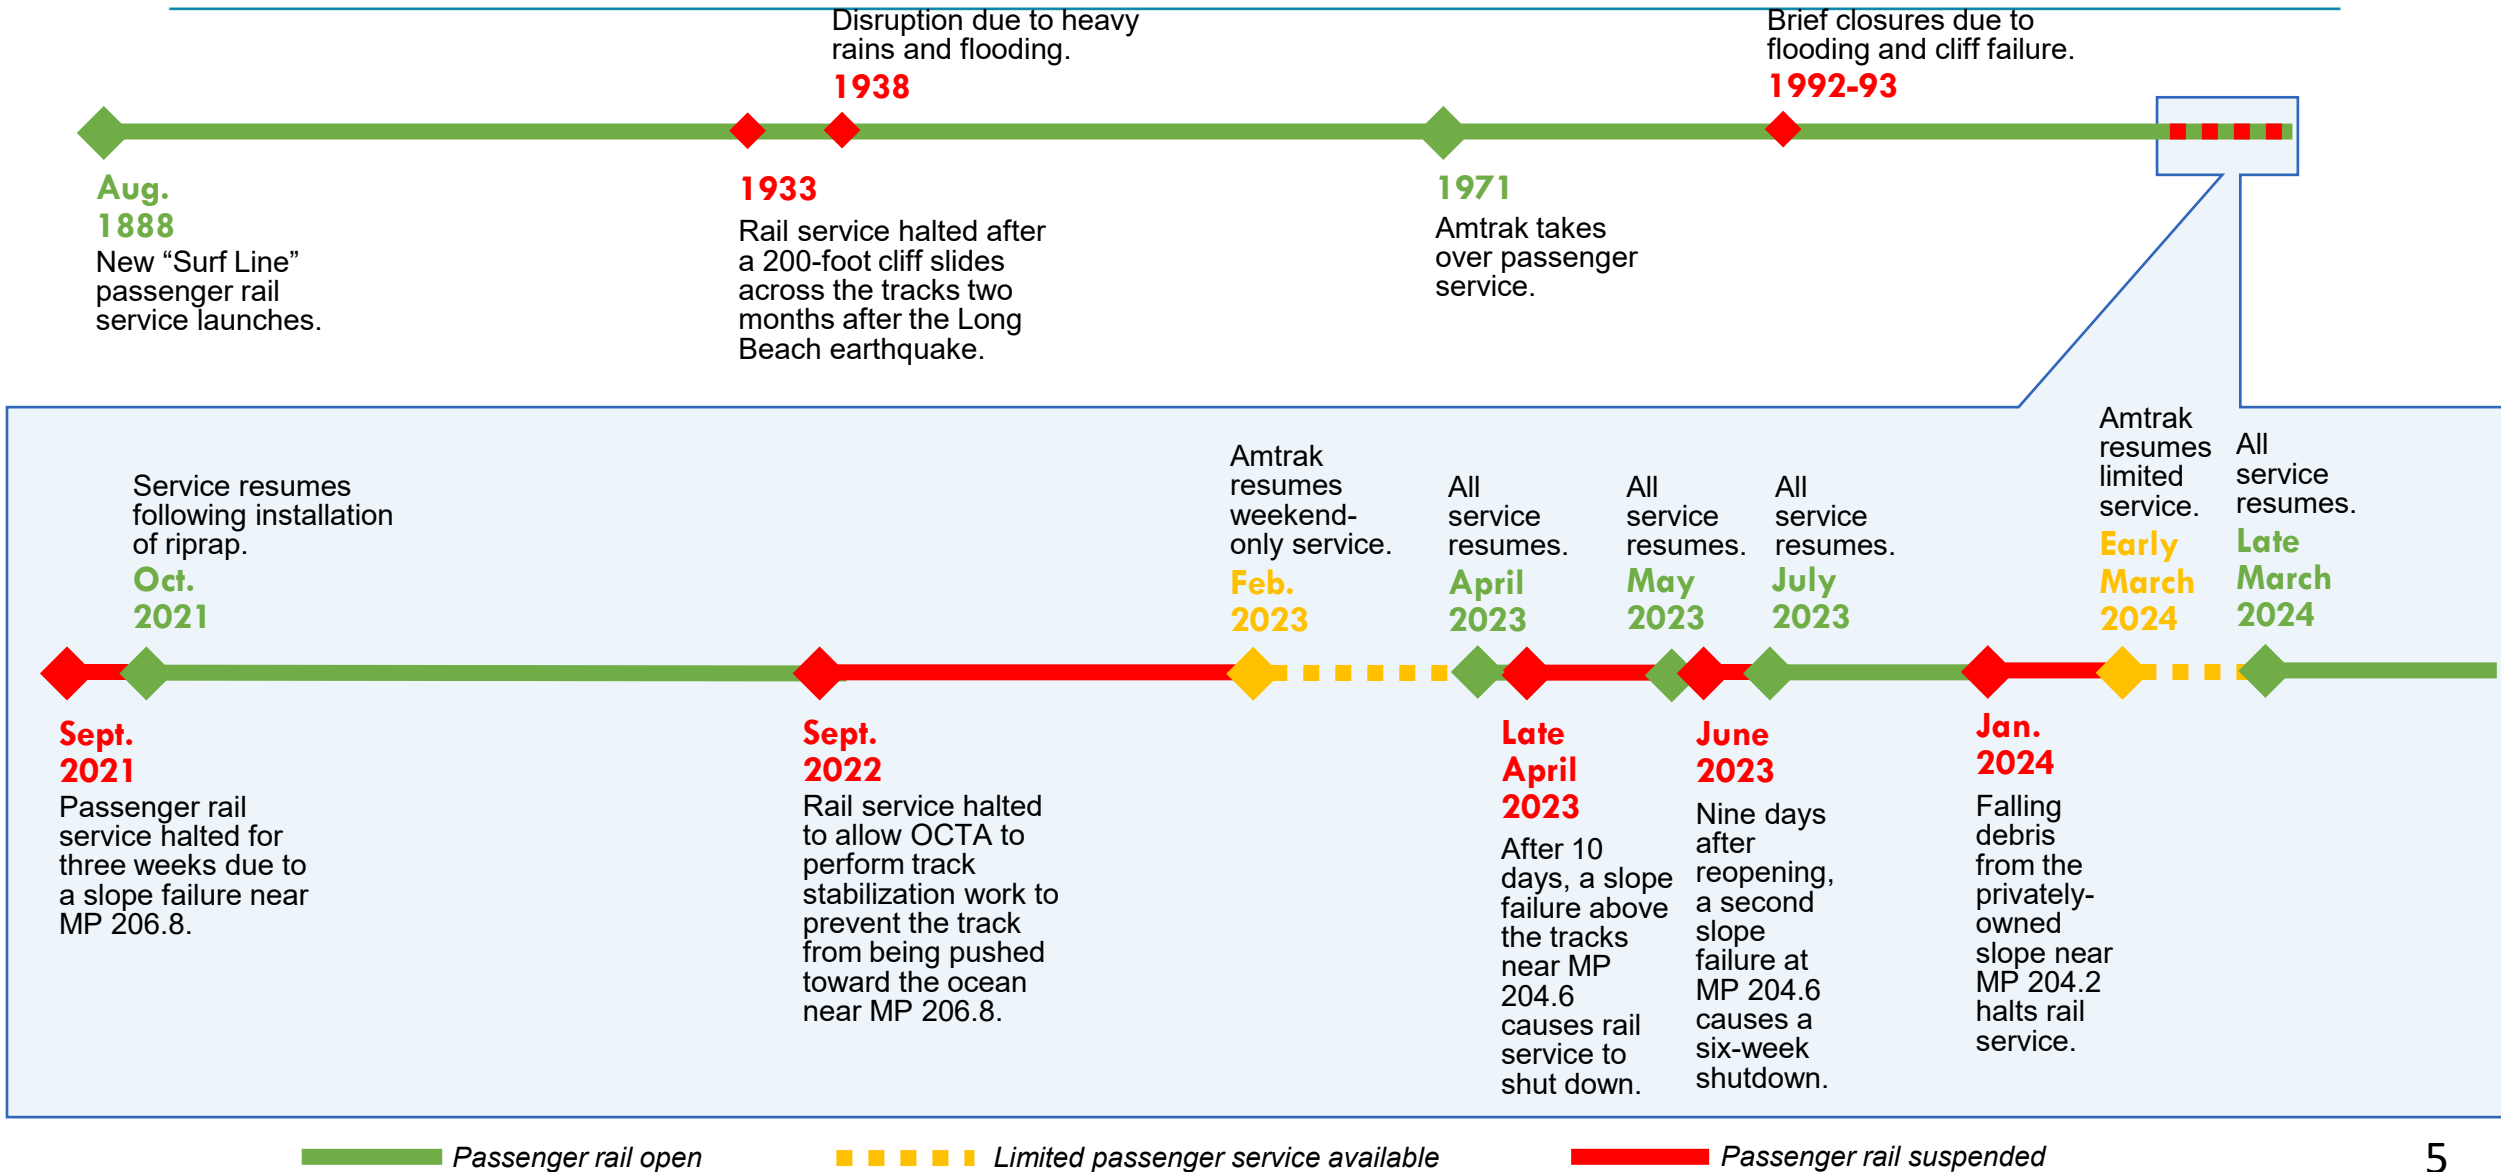 Disruption due to heavy
rains and flooding.
1938
Brief closures due to
flooding and cliff failure.
1992-93
Aug.
1888
New “Surf Line”
passenger rail
service launches.
1933
Rail service halted after
a 200-foot cliff slides
across the tracks two
months after the Long
Beach earthquake.
1971
Amtrak takes
over passenger
service.
Service resumes
following installation
of riprap.
Oct.
2021
Amtrak
resumes
weekend-
only service.
Feb.
2023
All
service
resumes.
April
2023
All
service
resumes.
May
2023
All
service
resumes.
July
2023
Amtrak
resumes
limited
service.
Early
March
2024
All
service
resumes.
Late
March
2024
Sept.
2021
Passenger rail
service halted for
three weeks due to
a slope failure near
MP 206.8.
Sept.
2022
Rail service halted
to allow OCTA to
perform track
stabilization work to
prevent the track
from being pushed
toward the ocean
near MP 206.8.
Late
April
2023
After 10
days, a slope
failure above
the tracks
near MP
204.6
causes rail
service to
shut down.
June
2023
Nine days
after
reopening,
a second
slope
failure at
MP 204.6
causes a
six-week
shutdown.
Jan.
2024
Falling
debris
from the
privately-
owned
slope near
MP 204.2
halts rail
service.
Passenger rail open
Limited passenger service available
Passenger rail suspended
5